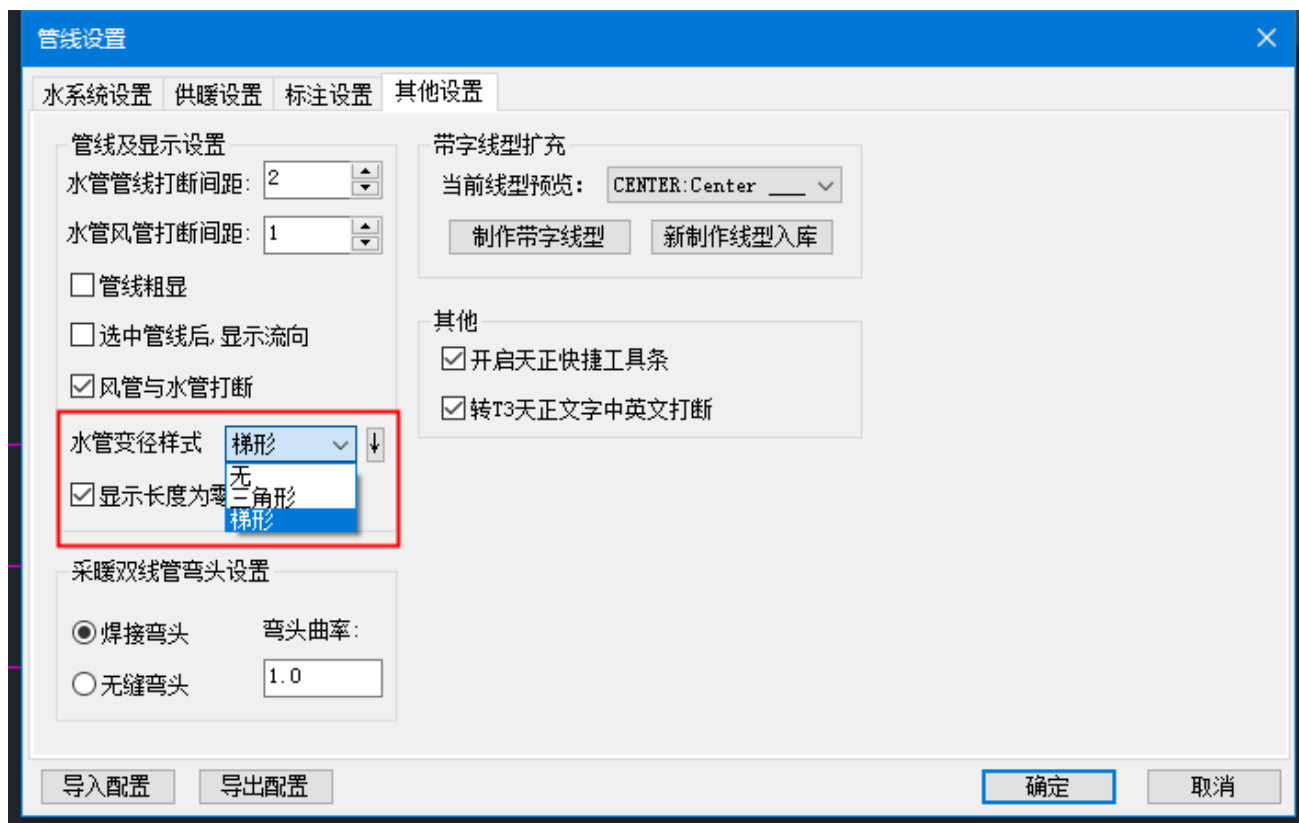 管线设置
水系统设置 供暖设置 标注设置 其他设置
管线及显示设置
水管管线打断间距: 2
水管风管打断间距: 1
管线粗显
选中管线后,显示流向
风管与水管打断
水管变径样式 梯形
无
三角形
梯形
显示长度为零
采暖双线管弯头设置
焊接弯头 弯头曲率:
无缝弯头 1.0
带字线型扩充
当前线型预览: CENTER:Center ___
制作带字线型 新制作线型入库
其他
开启天正快捷工具条
转T3天正文字中英文打断
导入配置 导出配置 确定 取消